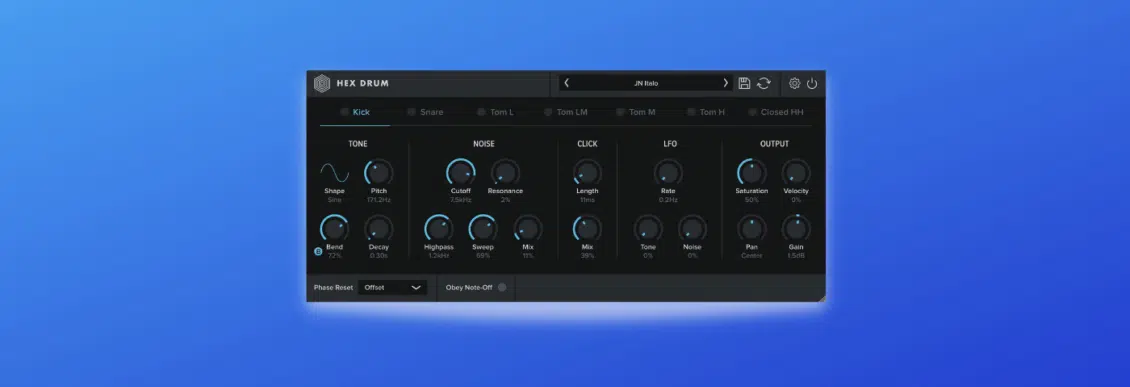 HEX DRUM
JN Italo
Kick Snare Tom L Tom LM Tom M Tom H Closed HH
TONE NOISE CLICK LFO OUTPUT
Shape Pitch Cutoff Resonance Length Rate Saturation Velocity
Sine 171.2Hz 7.5kHz 2% 11ms 0.2Hz 50% 0%
Bend Decay Highpass Sweep Mix Mix Tone Noise Pan Gain
77% 0.30s 1.2kHz 69% 11% 39% 0% 0% Center 1.5dB
Phase Reset Offset Obey Note-Off